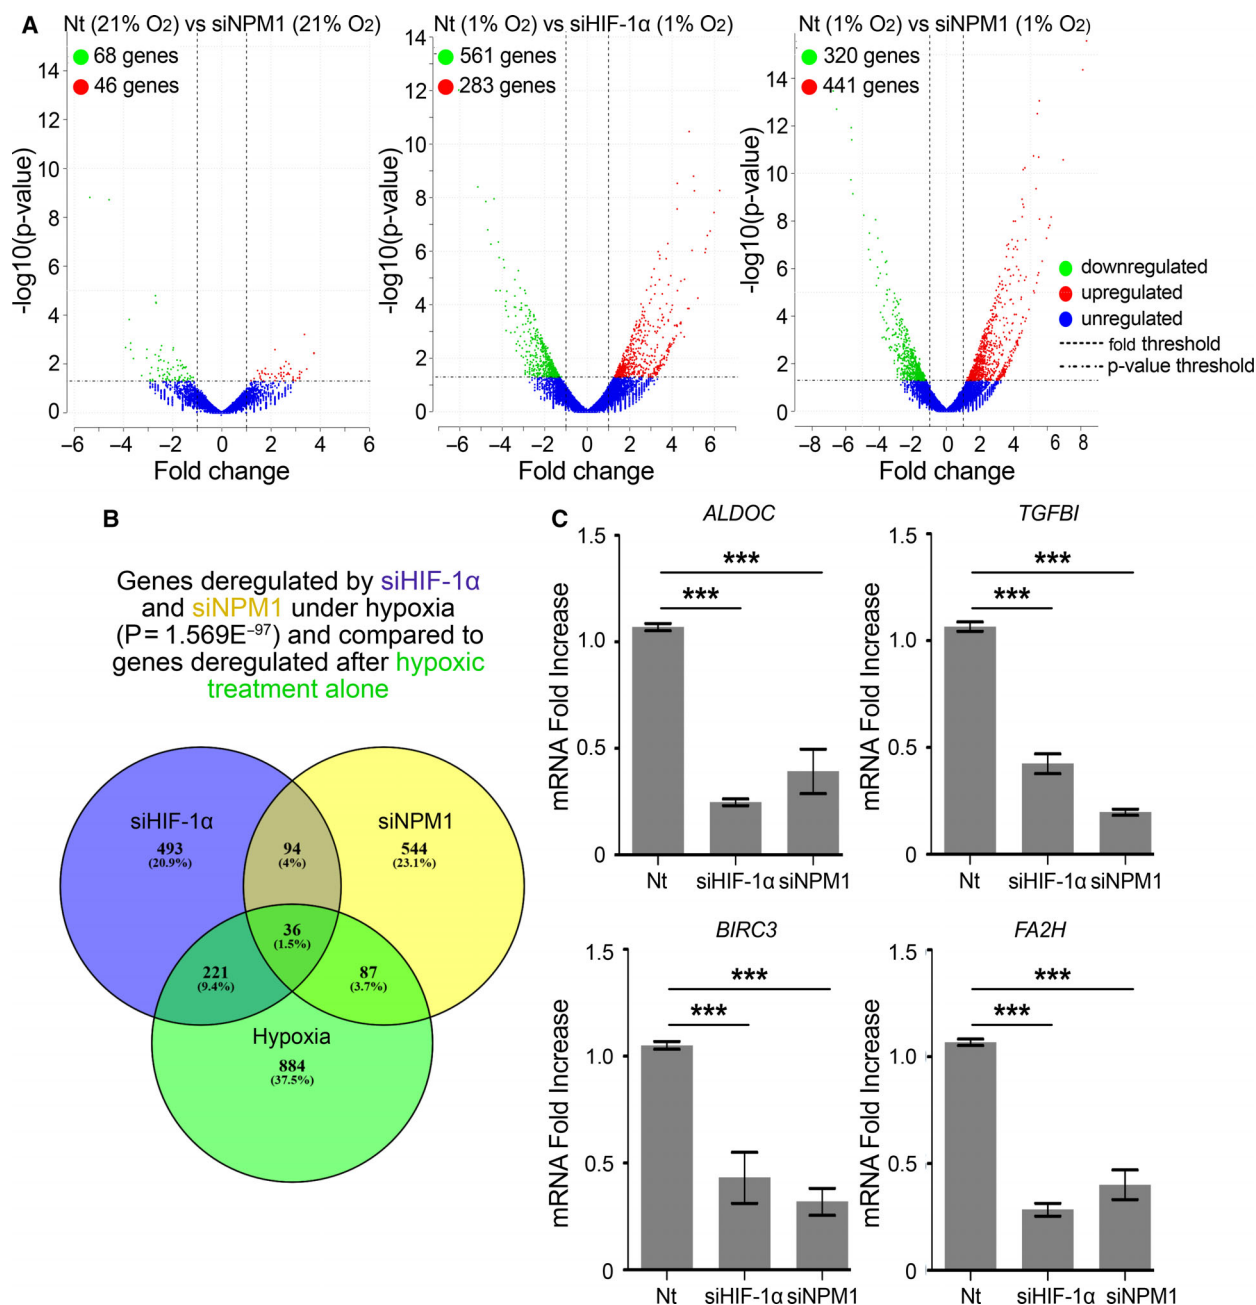 A
Nt (21% O2) vs siNPM1 (21% O2)
68 genes
46 genes
-log10(p-value)
14
12
10
8
6
4
2
0
−6 −4 −2 0 2 4 6
Fold change
Nt (1% O2) vs siHIF-1α (1% O2)
561 genes
283 genes
-log10(p-value)
14
12
10
8
6
4
2
0
−6 −4 −2 0 2 4 6
Fold change
Nt (1% O2) vs siNPM1 (1% O2)
320 genes
441 genes
-log10(p-value)
14
12
10
8
6
4
2
0
−8 −6 −4 −2 0 2 4 6 8
Fold change
downregulated
upregulated
unregulated
fold threshold
p-value threshold
B
Genes deregulated by siHIF-1α
and siNPM1 under hypoxia
(P = 1.569E−97) and compared to
genes deregulated after hypoxic
treatment alone
siHIF-1α
493
(20.9%)
94
(4%)
siNPM1
544
(23.1%)
36
(1.5%)
221
(9.4%)
87
(3.7%)
Hypoxia
884
(37.5%)
C
ALDOC
mRNA Fold Increase
1.5
1.0
0.5
0
***
***
Nt siHIF-1α siNPM1
TGFBI
mRNA Fold Increase
1.5
1.0
0.5
0
***
***
Nt siHIF-1α siNPM1
BIRC3
mRNA Fold Increase
1.5
1.0
0.5
0
***
***
Nt siHIF-1α siNPM1
FA2H
mRNA Fold Increase
1.5
1.0
0.5
0
***
***
Nt siHIF-1α siNPM1